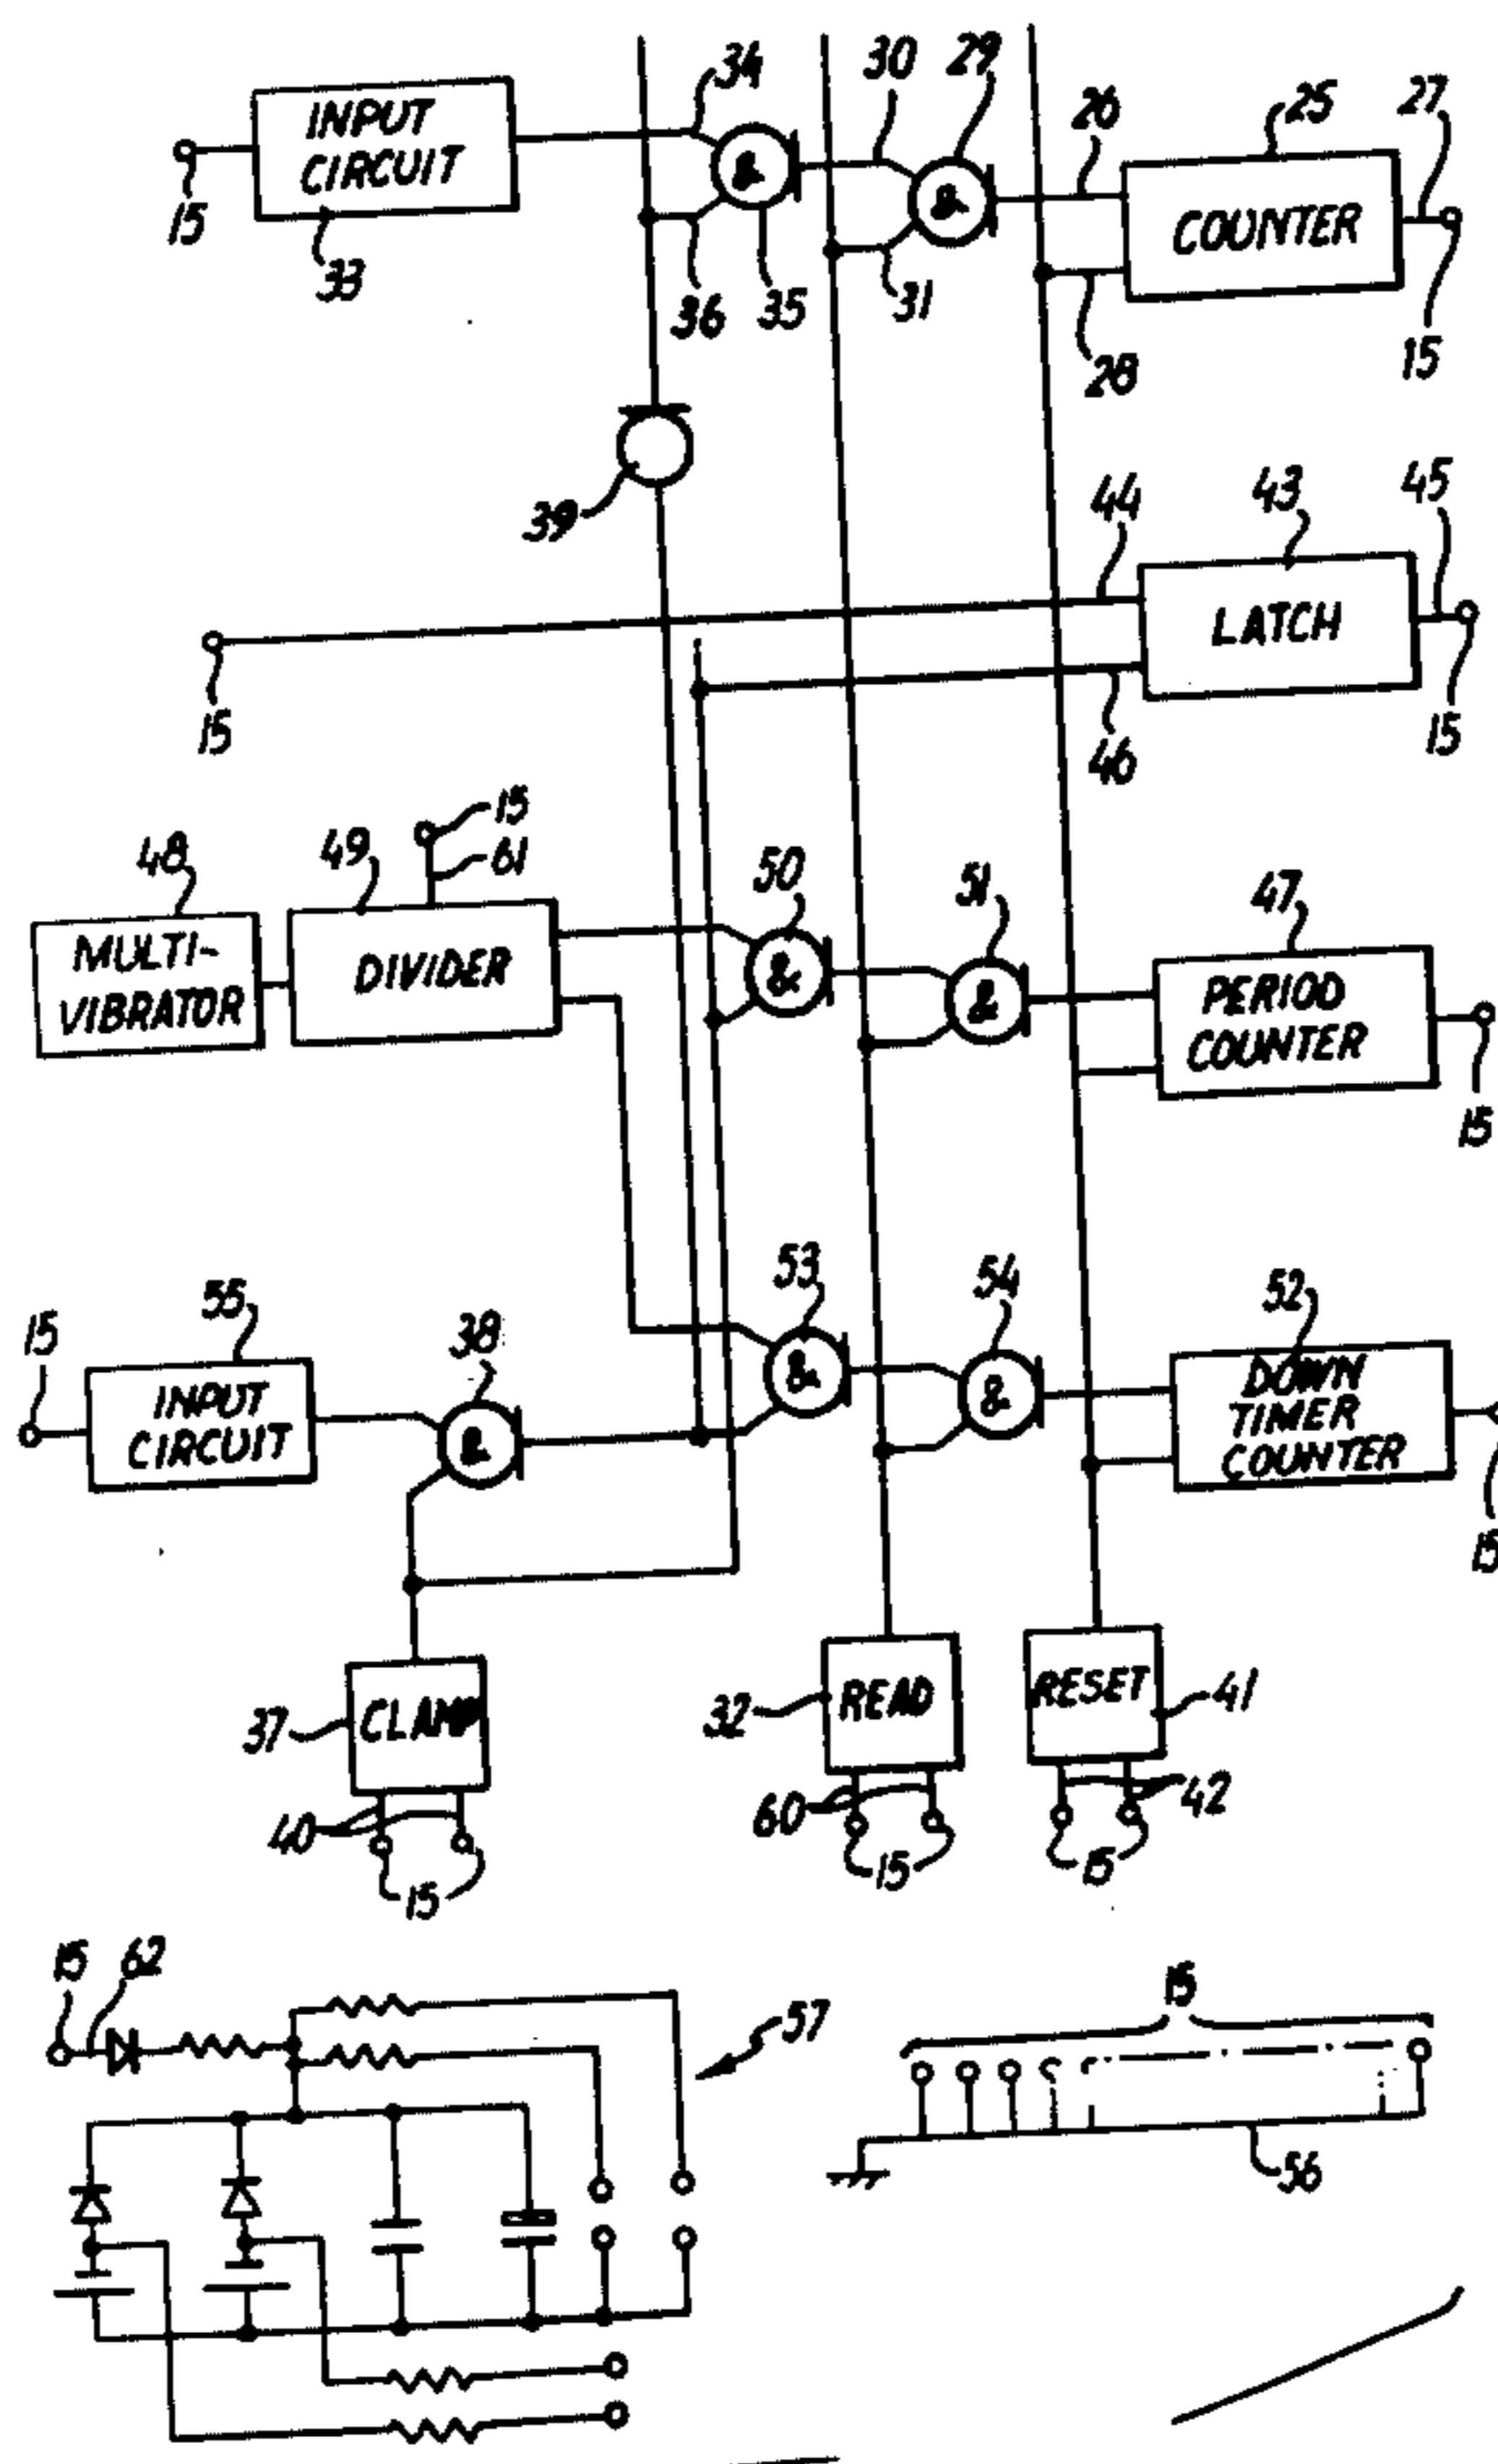 34 30 29 26 25 27
INPUT
CIRCUIT
&
&
COUNTER
15 33 36 35 31 28 15
39 44 43 45
LATCH
15 46 15
48 49 15
61
50 51 47
MULTI-
VIBRATOR
DIVIDER
&
&
PERIOD
COUNTER
15
15 55 38 53 54 52
INPUT
CIRCUIT
&
&
&
DOWN
TIMER
COUNTER
15
37 CLAMP 32 READ RESET 41
40 60 42
15 15 15
15 62 57 15
56